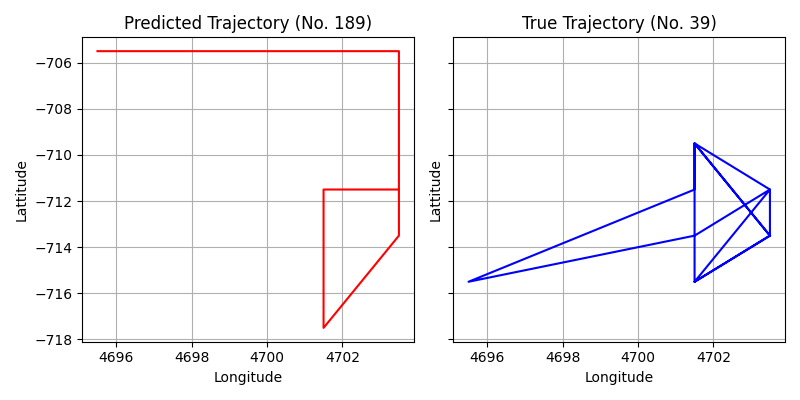 Predicted Trajectory (No. 189)
True Trajectory (No. 39)
−706
−708
−710
−712
−714
−716
−718
Lattitude
Lattitude
4696 4698 4700 4702
4696 4698 4700 4702
Longitude
Longitude